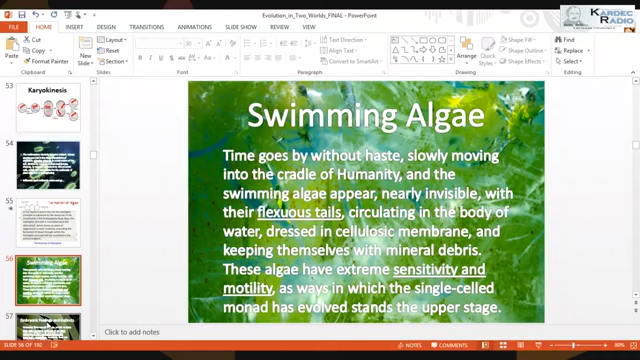 Evolution_in_Two_Worlds_FINAL - PowerPoint
KARDEC
RADIO
FILE HOME INSERT DESIGN TRANSITIONS ANIMATIONS SLIDE SHOW REVIEW VIEW
Paste
Cut
Copy
Format Painter
Clipboard
New
Slide
Layout
Reset
Section
Slides
Font
Text Direction
Align Text
Convert to SmartArt
Paragraph
Arrange
Quick
Styles
Shape Fill
Shape Outline
Shape Effects
Drawing
Find
Replace
Select
Editing
53
Karyokinesis
54
55
56
Swimming Algae
57
Swimming Algae
Time goes by without haste, slowly moving
into the cradle of Humanity, and the
swimming algae appear, nearly invisible, with
their flexuous tails, circulating in the body of
water, dressed in cellulosic membrane, and
keeping themselves with mineral debris.
These algae have extreme sensitivity and
motility, as ways in which the single-celled
monad has evolved stands the upper stage.
Click to add notes
SLIDE 56 OF 192
NOTES
COMMENTS
80%